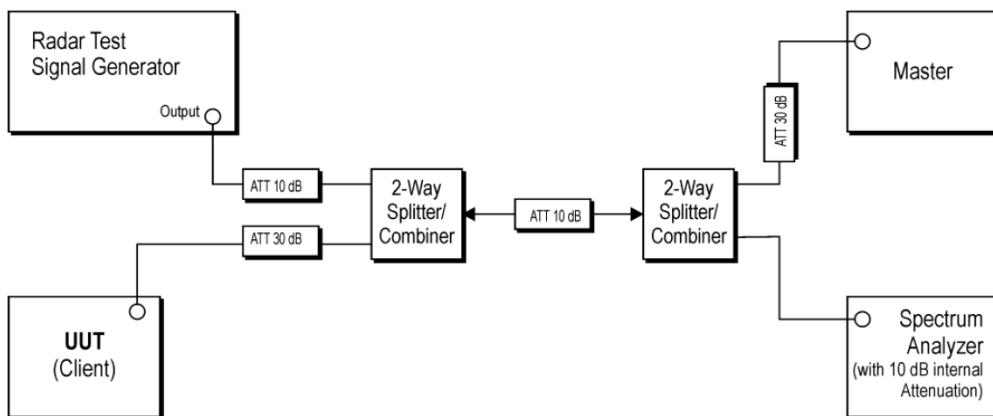 Radar Test
Signal Generator
Output
Master
ATT 30 dB
ATT 10 dB
2-Way
Splitter/
Combiner
ATT 10 dB
2-Way
Splitter/
Combiner
ATT 30 dB
UUT
(Client)
Spectrum
Analyzer
(with 10 dB internal
Attenuation)